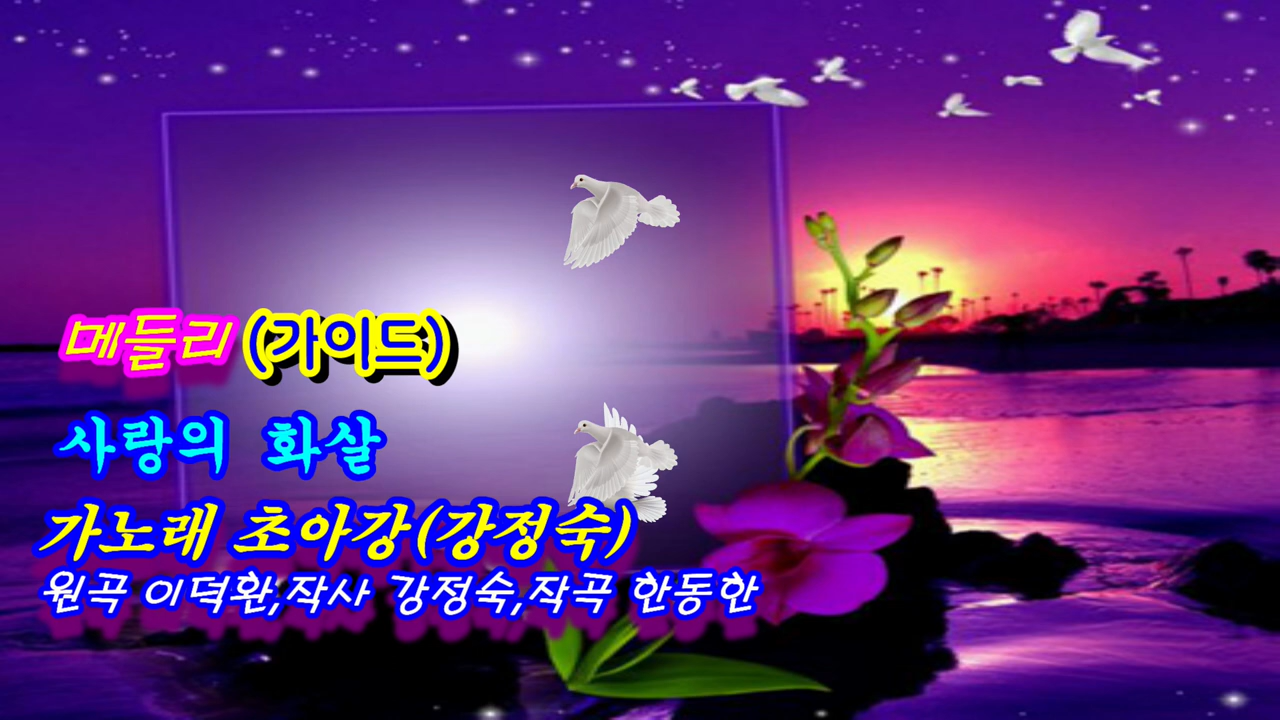 메들리 (가이드)
사랑의 화살
가노래 초아강(강정숙)
원곡 이덕환,작사 강정숙,작곡 한동한